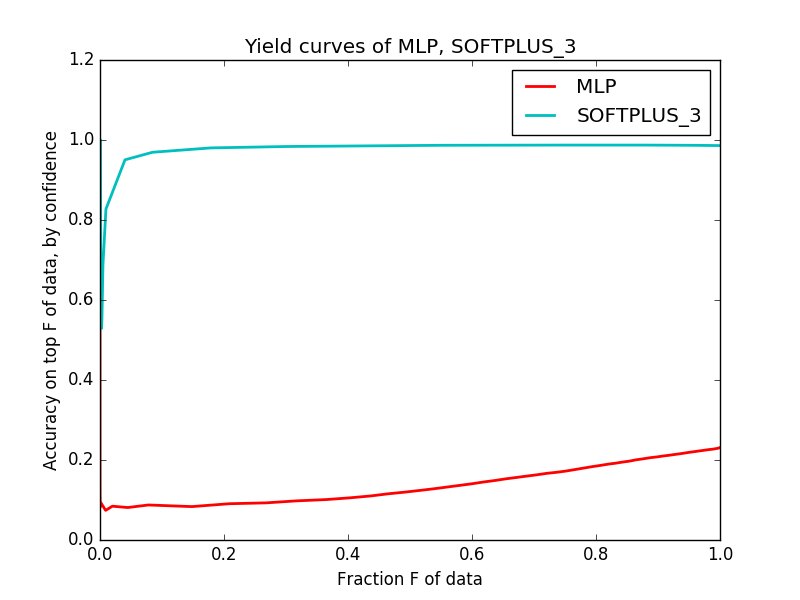 Yield curves of MLP, SOFTPLUS_3
MLP
SOFTPLUS_3
Accuracy on top F of data, by confidence
1.2
1.0
0.8
0.6
0.4
0.2
0.0
0.0 0.2 0.4 0.6 0.8 1.0
Fraction F of data